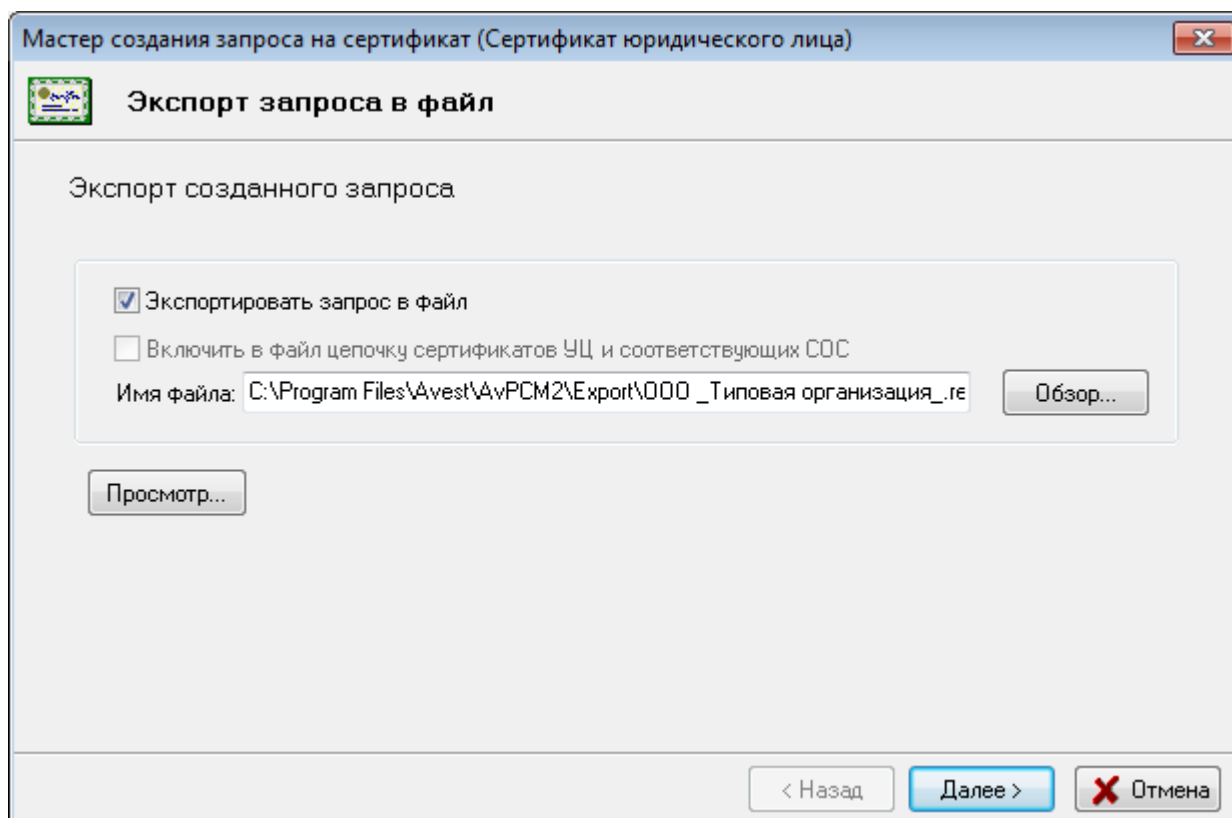 Мастер создания запроса на сертификат (Сертификат юридического лица)
Экспорт запроса в файл
Экспорт созданного запроса
Экспортировать запрос в файл
Включить в файл цепочку сертификатов УЦ и соответствующих СОС
Имя файла: C:\Program Files\Avest\AvPCM2\Export\ООО _Типовая организация_.re Обзор...
Просмотр...
< Назад Далее > Отмена